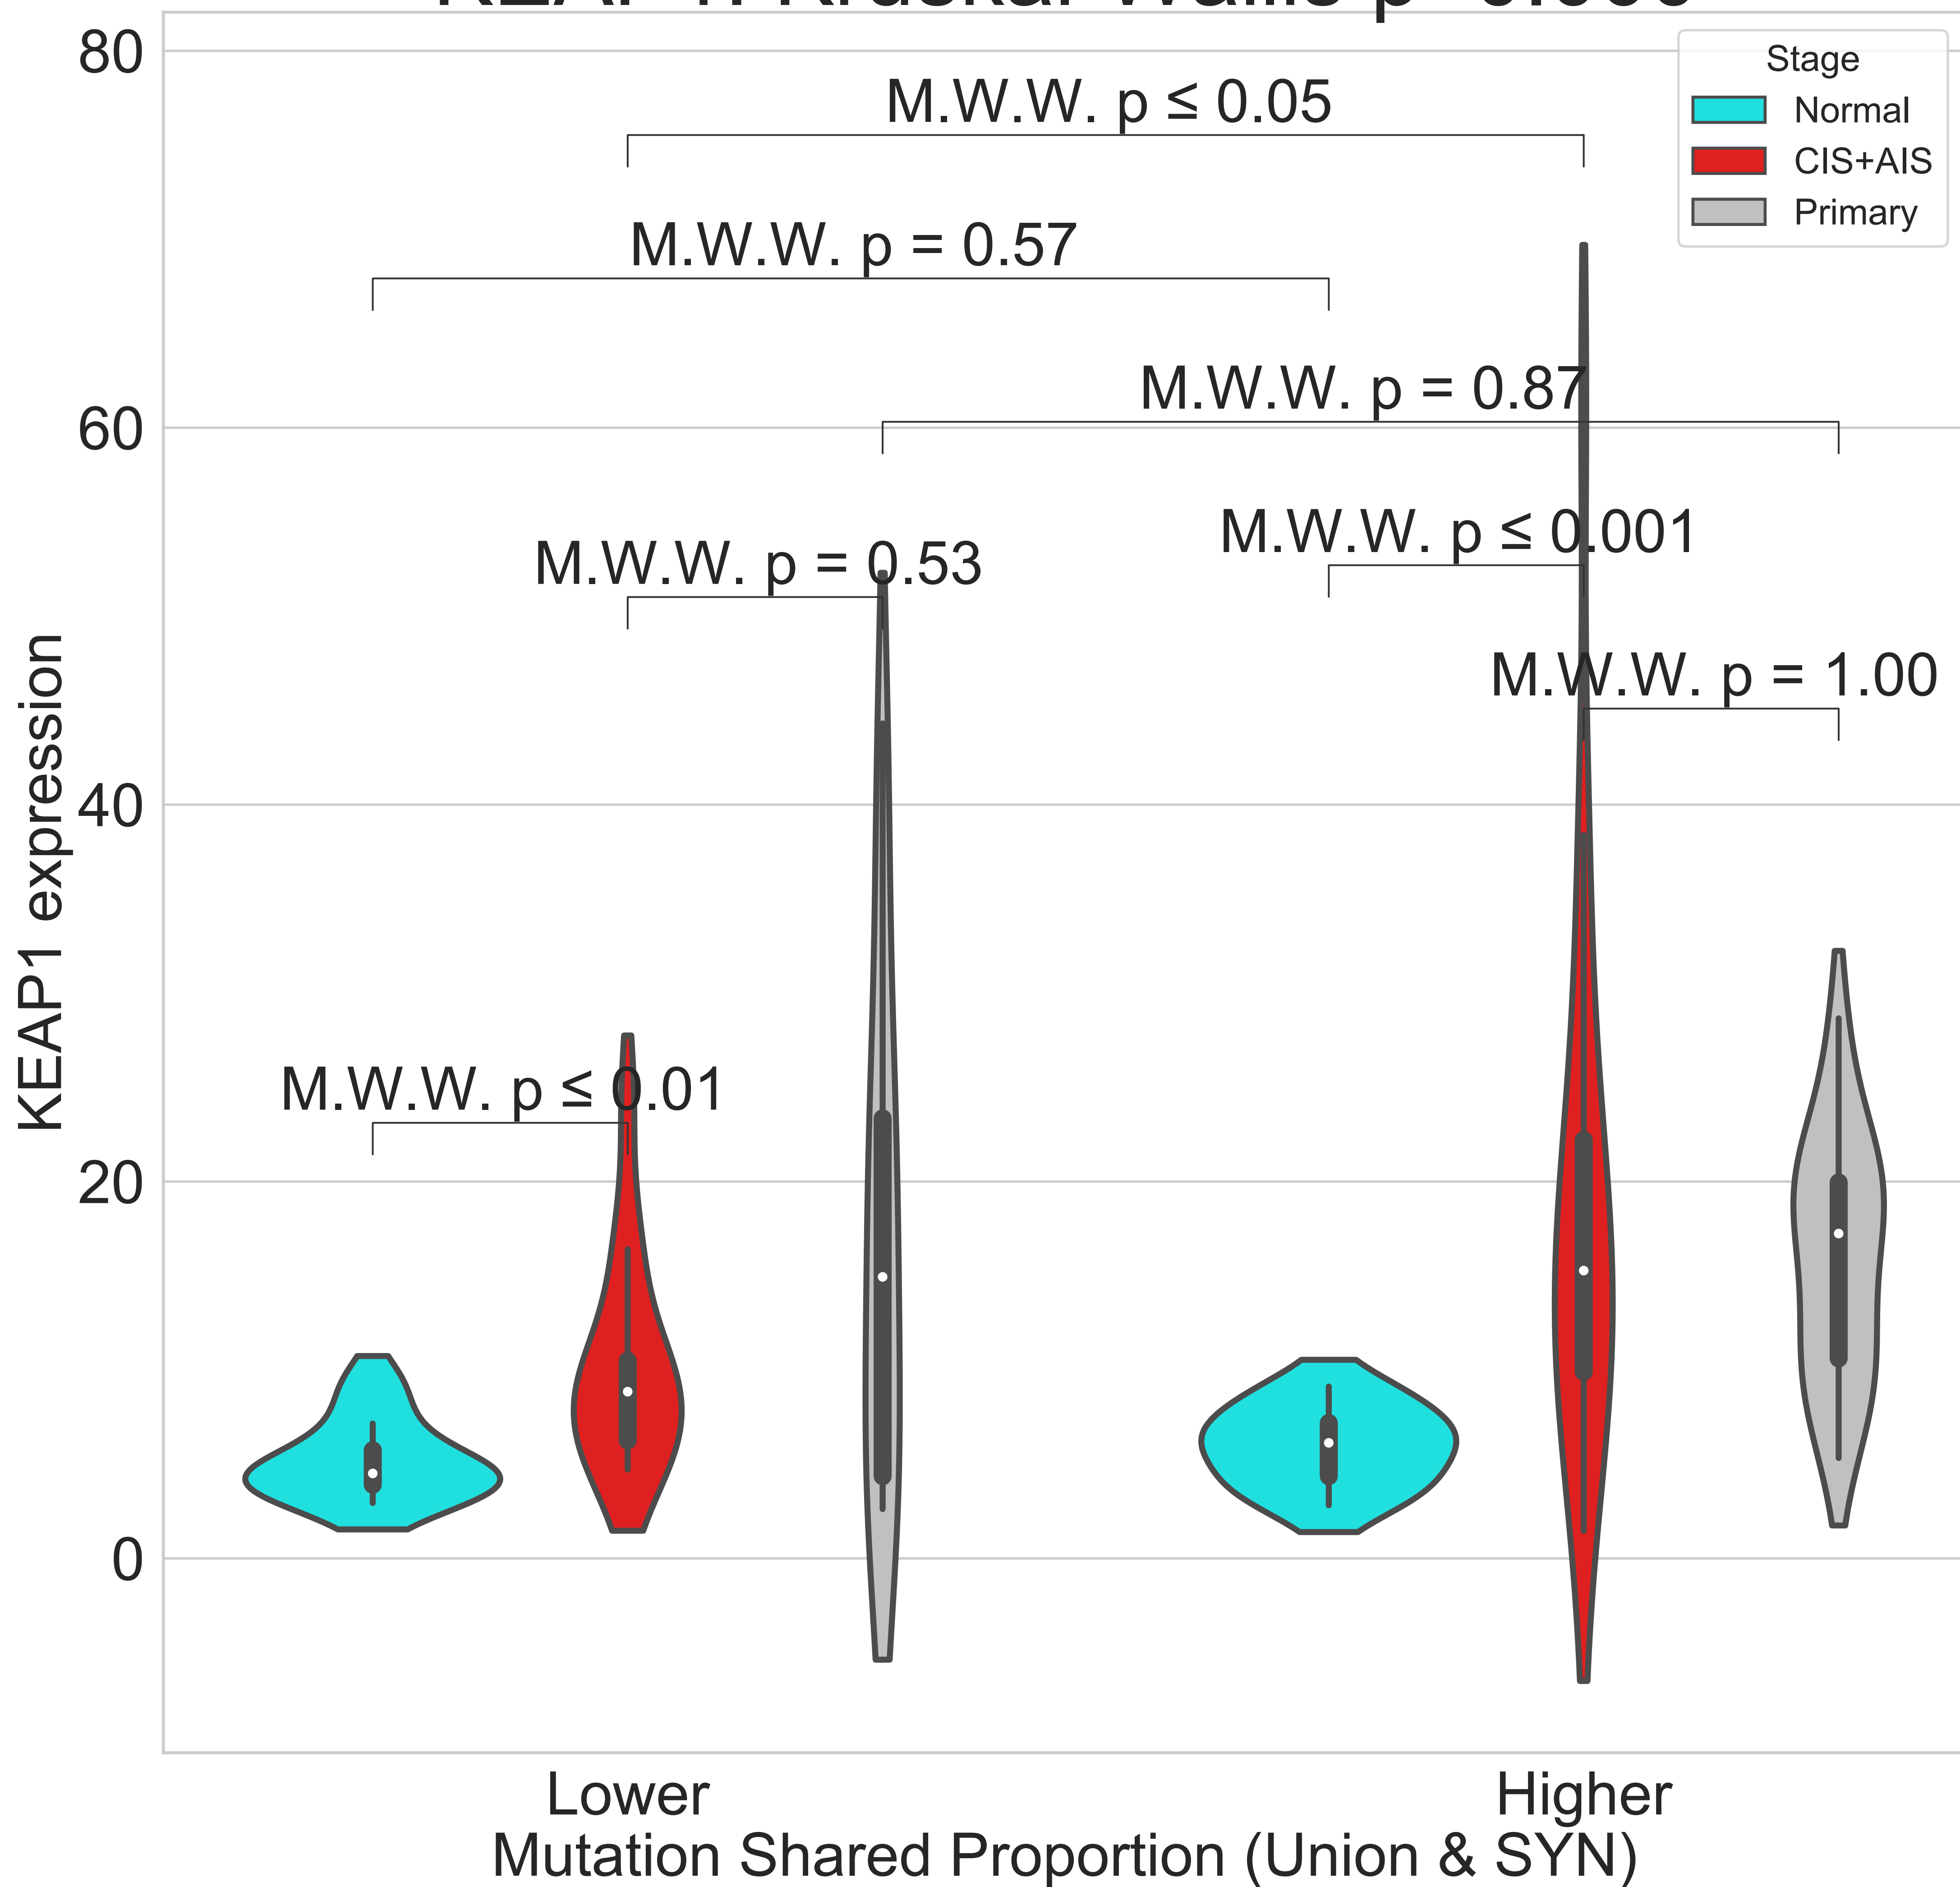 80
Stage
Normal
CIS+AIS
Primary
M.W.W. p ≤ 0.05
M.W.W. p = 0.57
M.W.W. p = 0.87
60
M.W.W. p ≤ 0.001
M.W.W. p = 0.53
M.W.W. p = 1.00
KEAP1 expression
40
M.W.W. p ≤ 0.01
20
0
Lower
Higher
Mutation Shared Proportion (Union & SYN)